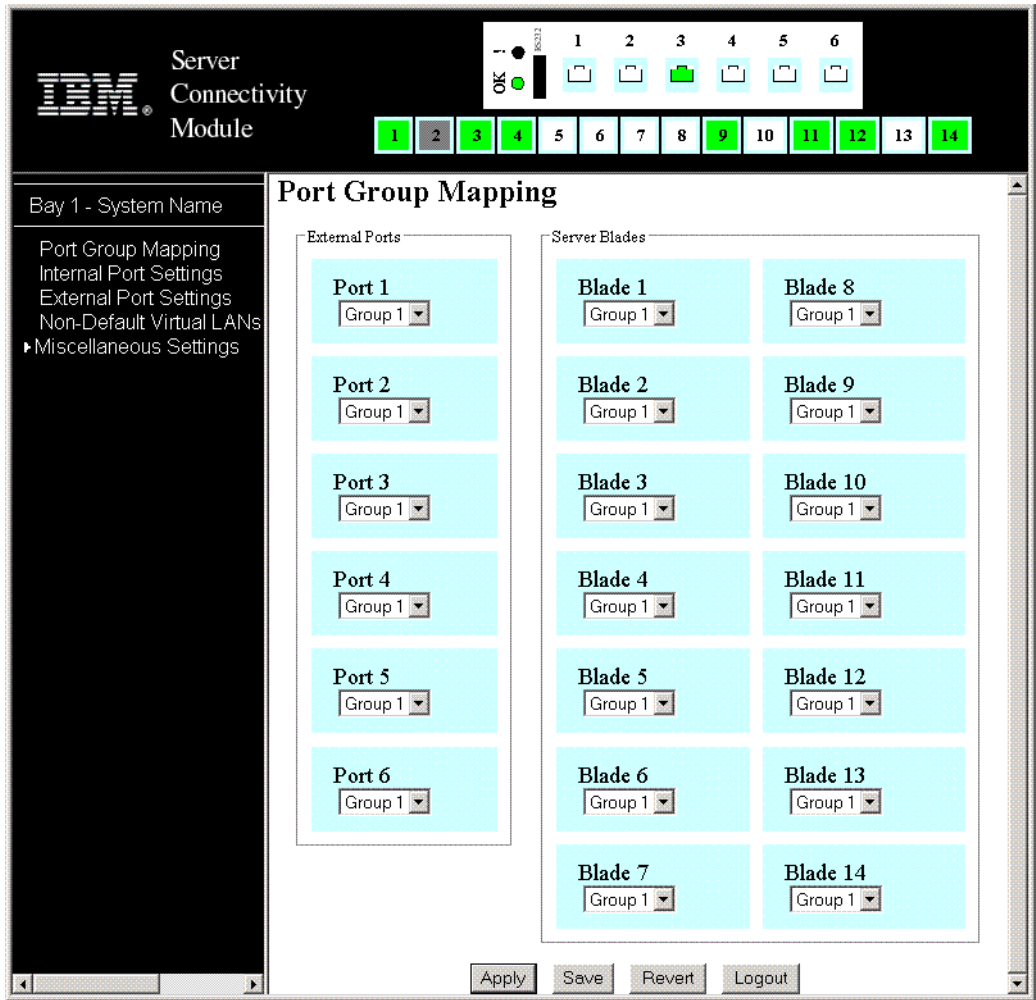 IBM®
Server
Connectivity
Module
!
OK
RS232
1 2 3 4 5 6
1 2 3 4 5 6 7 8 9 10 11 12 13 14
Bay 1 - System Name
Port Group Mapping
Internal Port Settings
External Port Settings
Non-Default Virtual LANs
Miscellaneous Settings
Port Group Mapping
External Ports
Port 1
Group 1
Port 2
Group 1
Port 3
Group 1
Port 4
Group 1
Port 5
Group 1
Port 6
Group 1
Server Blades
Blade 1
Group 1
Blade 2
Group 1
Blade 3
Group 1
Blade 4
Group 1
Blade 5
Group 1
Blade 6
Group 1
Blade 7
Group 1
Blade 8
Group 1
Blade 9
Group 1
Blade 10
Group 1
Blade 11
Group 1
Blade 12
Group 1
Blade 13
Group 1
Blade 14
Group 1
Apply Save Revert Logout